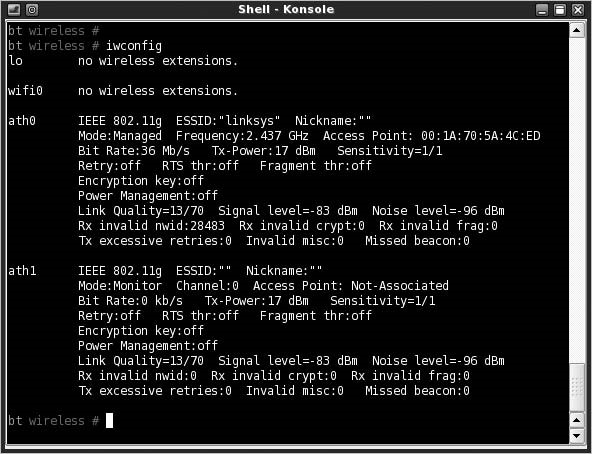 Shell - Konsole
bt wireless #
bt wireless # iwconfig
lo        no wireless extensions.
wifi0     no wireless extensions.
ath0      IEEE 802.11g  ESSID:"linksys"  Nickname:""
Mode:Managed  Frequency:2.437 GHz  Access Point: 00:1A:70:5A:4C:ED
Bit Rate:36 Mb/s   Tx-Power:17 dBm   Sensitivity=1/1
Retry:off   RTS thr:off   Fragment thr:off
Encryption key:off
Power Management:off
Link Quality=13/70  Signal level=-83 dBm  Noise level=-96 dBm
Rx invalid nwid:28483  Rx invalid crypt:0  Rx invalid frag:0
Tx excessive retries:0  Invalid misc:0   Missed beacon:0
ath1      IEEE 802.11g  ESSID:""  Nickname:""
Mode:Monitor  Channel:0  Access Point: Not-Associated
Bit Rate:0 kb/s   Tx-Power:17 dBm   Sensitivity=1/1
Retry:off   RTS thr:off   Fragment thr:off
Encryption key:off
Power Management:off
Link Quality=13/70  Signal level=-83 dBm  Noise level=-96 dBm
Rx invalid nwid:0  Rx invalid crypt:0  Rx invalid frag:0
Tx excessive retries:0  Invalid misc:0   Missed beacon:0
bt wireless #